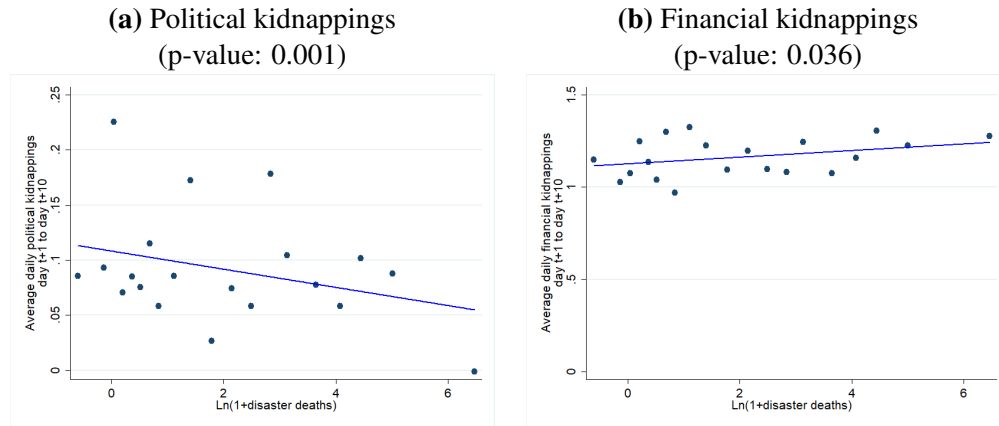 (a) Political kidnappings
(p-value: 0.001)
Average daily political kidnappings
day t+1 to day t+10
.25
.2
.15
.1
.05
0
0
2
4
6
Ln(1+disaster deaths)
(b) Financial kidnappings
(p-value: 0.036)
Average daily financial kidnappings
day t+1 to day t+10
1.5
1
.5
0
0
2
4
6
Ln(1+disaster deaths)